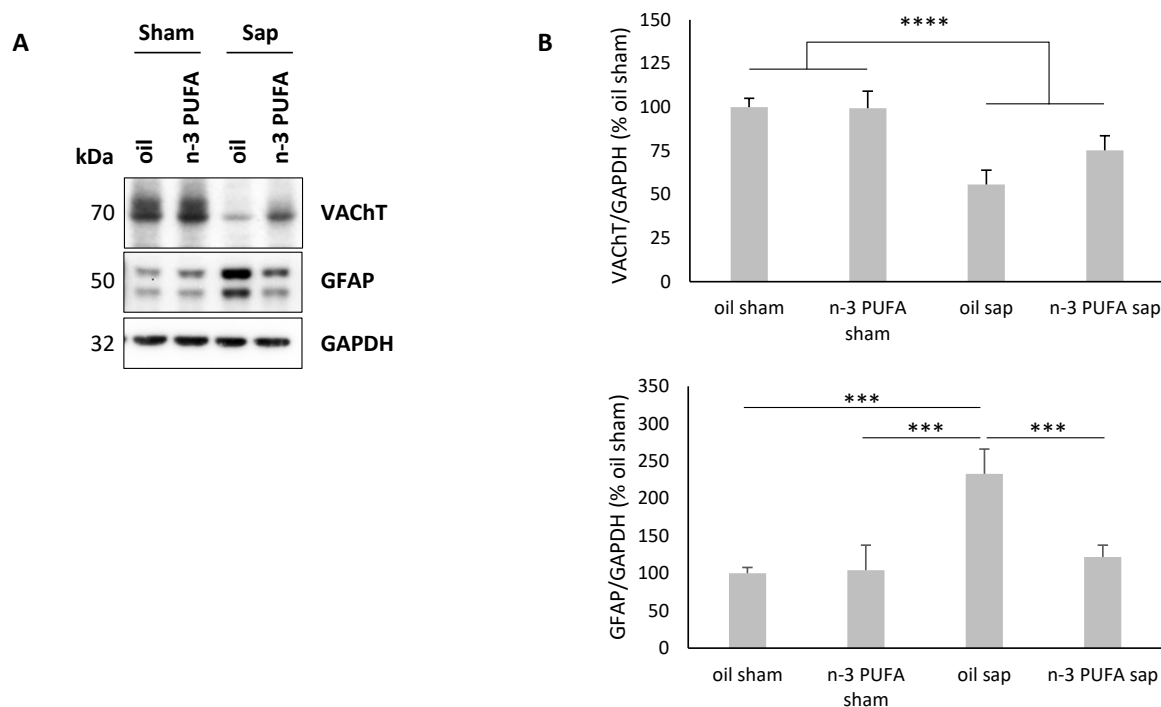 A
Sham Sap
oil
n-3 PUFA
oil
n-3 PUFA
kDa
70 VAChT
50 GFAP
32 GAPDH
B
VAChT/GAPDH (% oil sham)
150
125
100
75
50
25
0
****
oil sham
n-3 PUFA
sham
oil sap
n-3 PUFA sap
GFAP/GAPDH (% oil sham)
350
300
250
200
150
100
50
0
***
*** ***
oil sham
n-3 PUFA
sham
oil sap
n-3 PUFA sap